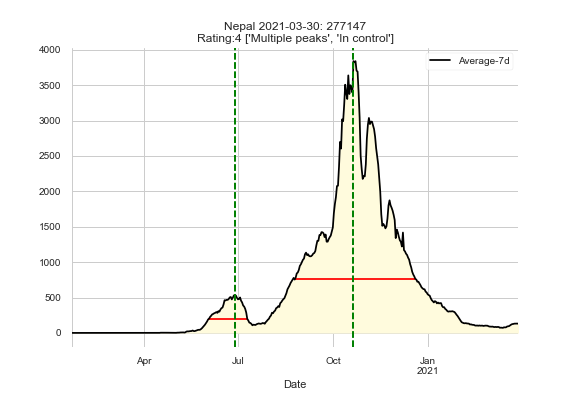 Nepal 2021-03-30: 277147
Rating:4 ['Multiple peaks', 'In control']
4000
Average-7d
3500
3000
2500
2000
1500
1000
500
0
Apr
Jul
Oct
Jan
2021
Date